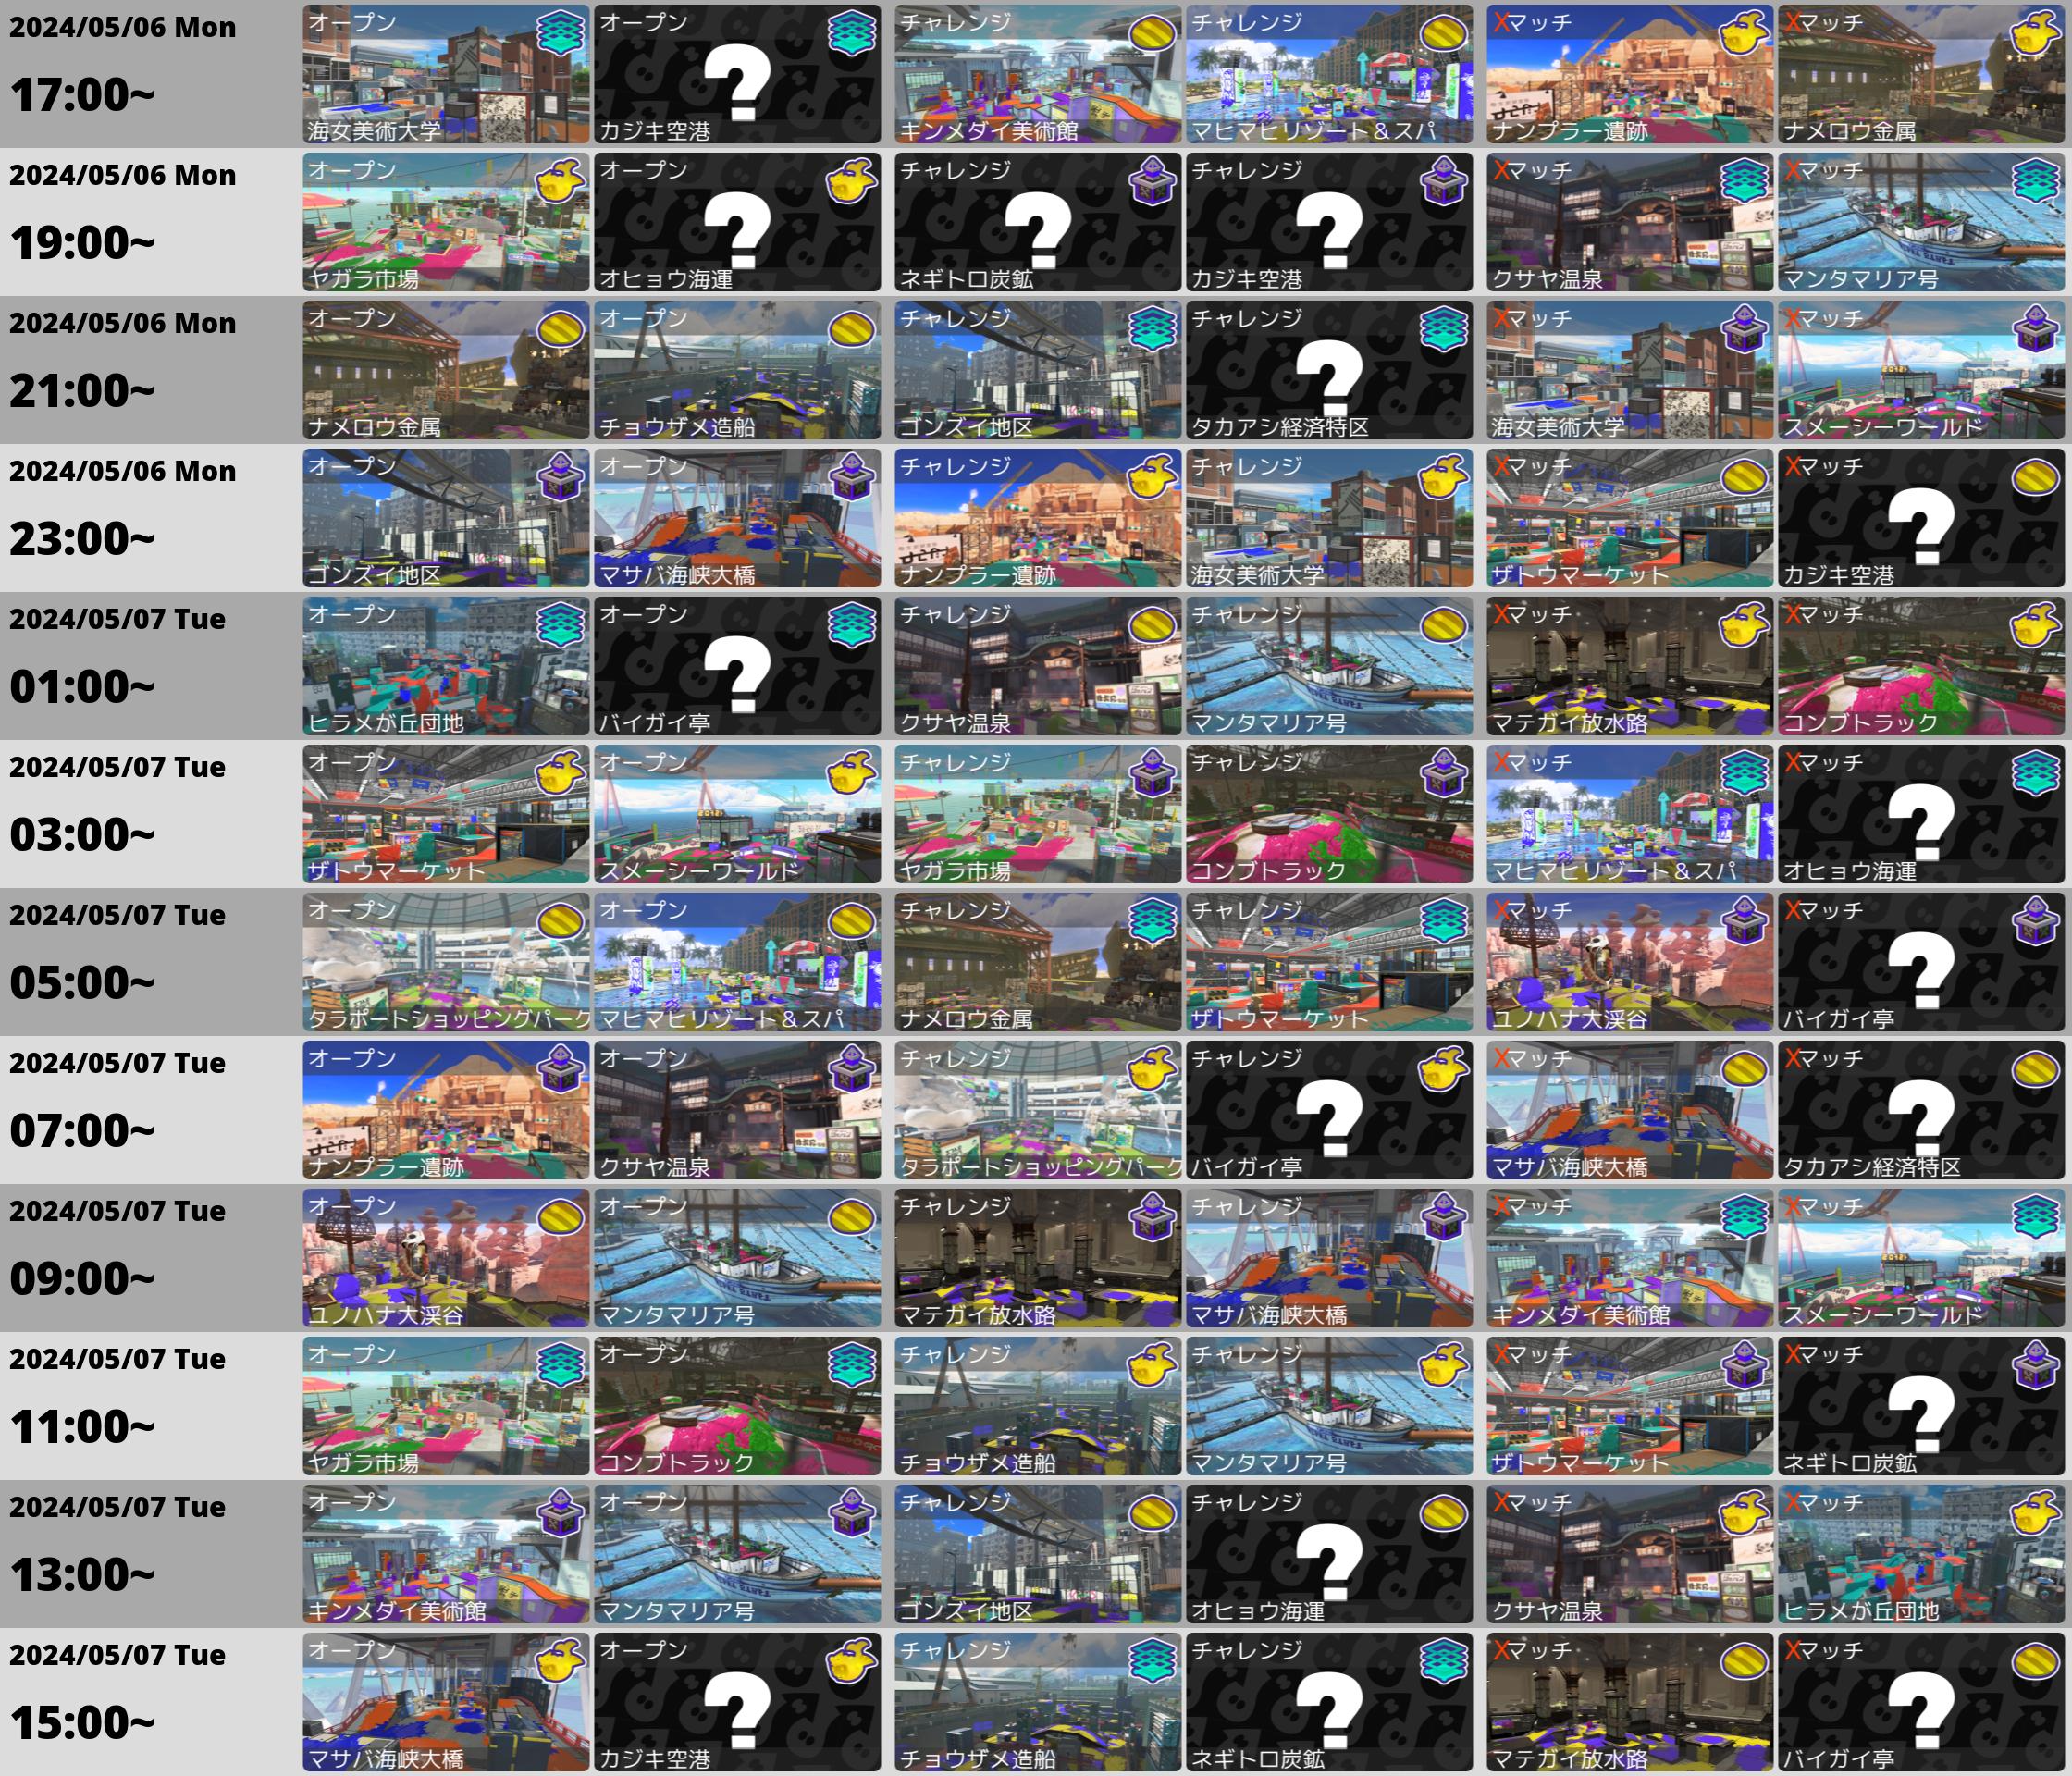 2024/05/06 Mon
17:00~
オープン
海女美術大学
オープン
カジキ空港
チャレンジ
キンメダイ美術館
チャレンジ
マヒマヒリゾート&スパ
Xマッチ
ナンプラー遺跡
Xマッチ
ナメロウ金属
2024/05/06 Mon
19:00~
オープン
ヤガラ市場
オープン
オヒョウ海運
チャレンジ
ネギトロ炭鉱
チャレンジ
カジキ空港
Xマッチ
クサヤ温泉
Xマッチ
マンタマリア号
2024/05/06 Mon
21:00~
オープン
ナメロウ金属
オープン
チョウザメ造船
チャレンジ
ゴンズイ地区
チャレンジ
タカアシ経済特区
Xマッチ
海女美術大学
Xマッチ
スメーシーワールド
2024/05/06 Mon
23:00~
オープン
ゴンズイ地区
オープン
マサバ海峡大橋
チャレンジ
ナンプラー遺跡
チャレンジ
海女美術大学
Xマッチ
ザトウマーケット
Xマッチ
カジキ空港
2024/05/07 Tue
01:00~
オープン
ヒラメが丘団地
オープン
バイガイ亭
チャレンジ
クサヤ温泉
チャレンジ
マンタマリア号
Xマッチ
マテガイ放水路
Xマッチ
コンブトラック
2024/05/07 Tue
03:00~
オープン
ザトウマーケット
オープン
スメーシーワールド
チャレンジ
ヤガラ市場
チャレンジ
コンブトラック
Xマッチ
マヒマヒリゾート&スパ
Xマッチ
オヒョウ海運
2024/05/07 Tue
05:00~
オープン
タラポートショッピングパーク
オープン
マヒマヒリゾート&スパ
チャレンジ
ナメロウ金属
チャレンジ
ザトウマーケット
Xマッチ
ユノハナ大渓谷
Xマッチ
バイガイ亭
2024/05/07 Tue
07:00~
オープン
ナンプラー遺跡
オープン
クサヤ温泉
チャレンジ
タラポートショッピングパーク
チャレンジ
バイガイ亭
Xマッチ
マサバ海峡大橋
Xマッチ
タカアシ経済特区
2024/05/07 Tue
09:00~
オープン
ユノハナ大渓谷
オープン
マンタマリア号
チャレンジ
マテガイ放水路
チャレンジ
マサバ海峡大橋
Xマッチ
キンメダイ美術館
Xマッチ
スメーシーワールド
2024/05/07 Tue
11:00~
オープン
ヤガラ市場
オープン
コンブトラック
チャレンジ
チョウザメ造船
チャレンジ
マンタマリア号
Xマッチ
ザトウマーケット
Xマッチ
ネギトロ炭鉱
2024/05/07 Tue
13:00~
オープン
キンメダイ美術館
オープン
マンタマリア号
チャレンジ
ゴンズイ地区
チャレンジ
オヒョウ海運
Xマッチ
クサヤ温泉
Xマッチ
ヒラメが丘団地
2024/05/07 Tue
15:00~
オープン
マサバ海峡大橋
オープン
カジキ空港
チャレンジ
チョウザメ造船
チャレンジ
ネギトロ炭鉱
Xマッチ
マテガイ放水路
Xマッチ
バイガイ亭